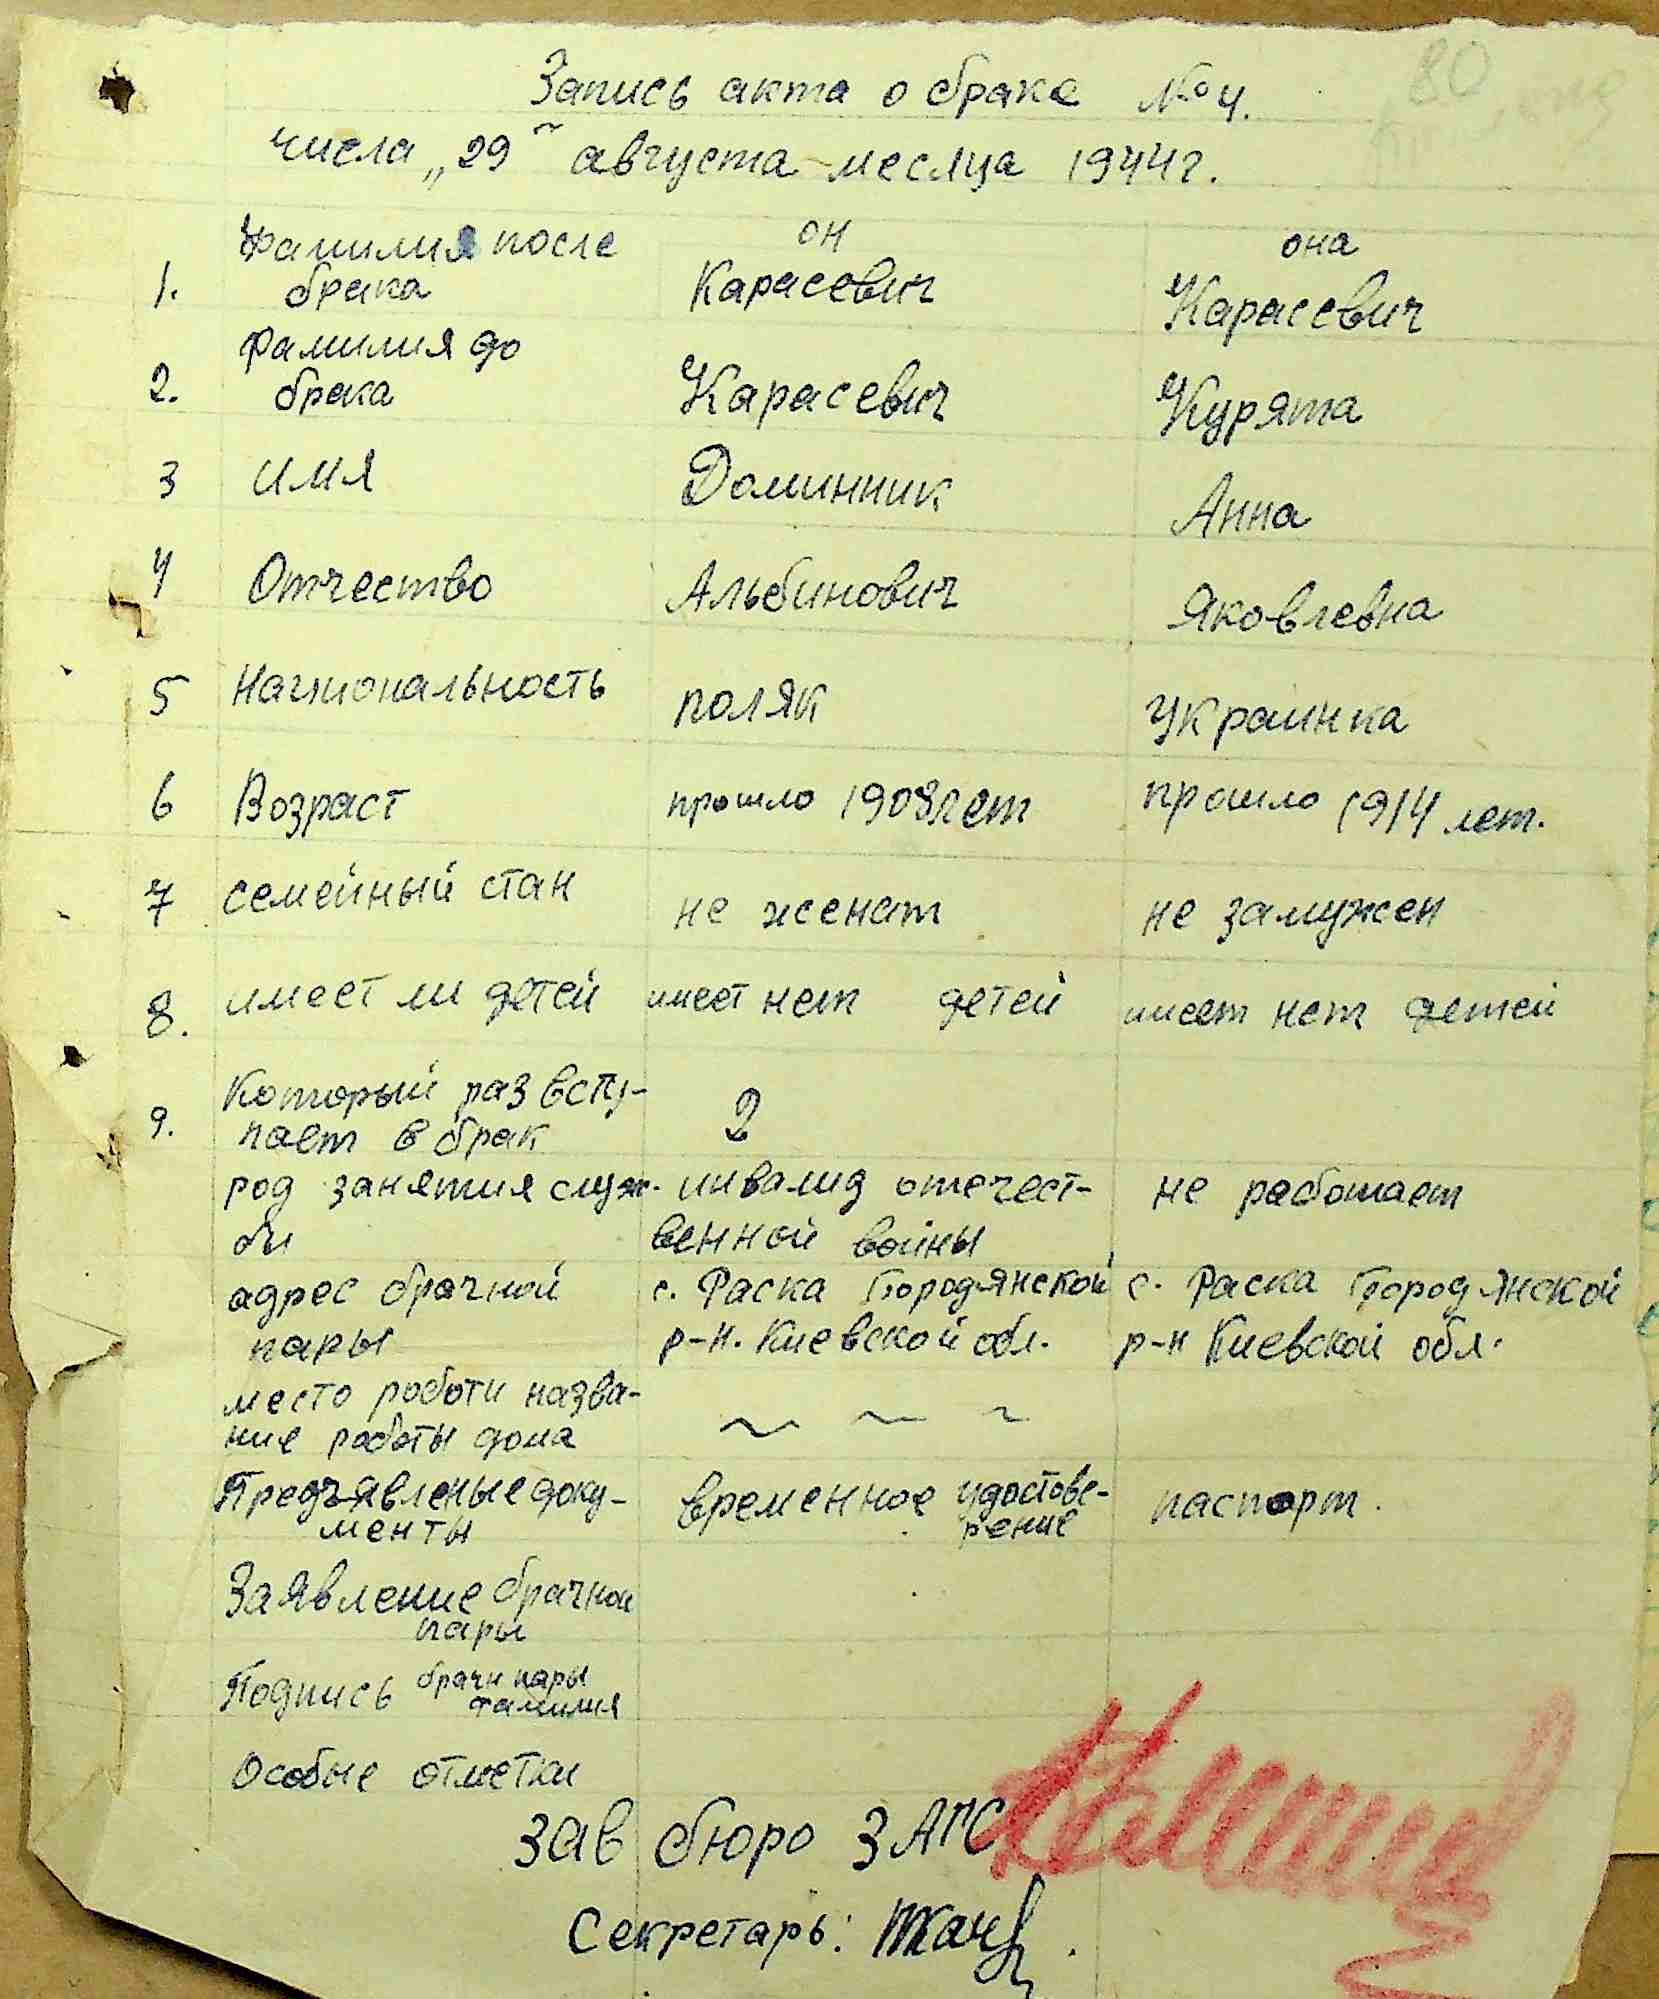 80
Запись акта о браке №4.
числа „29" августа месяца 1944г.
он она
1. Фамилия после брака Карасевич Карасевич
2. Фамилия до брака Карасевич Курята
3 имя Доминник Анна
4 Отчество Альбинович Яковлевна
5 Национальность поляк украинка
6 Возраст прошло 1908 лет прошло 1914 лет.
7 семейный стан не женат не замужен
8. имеет ли детей имеет нет детей имеет нет детей
9. Который раз всту-
пает в брак 2
род занятия служ- инвалид отечест- не работает
бы венной войны
адрес брачной с. Раска Бородянской с. Раска Бородянской
пары р-н. Киевской обл. р-н Киевской обл.
место роботи назва-
ние работы дома
Предъявленые доку- временное удостове- паспорт.
менты рение
Заявление брачной
пары
Подпись брачн пары
фамилия
Особые отметки
Зав бюро ЗАГС
Секретарь: